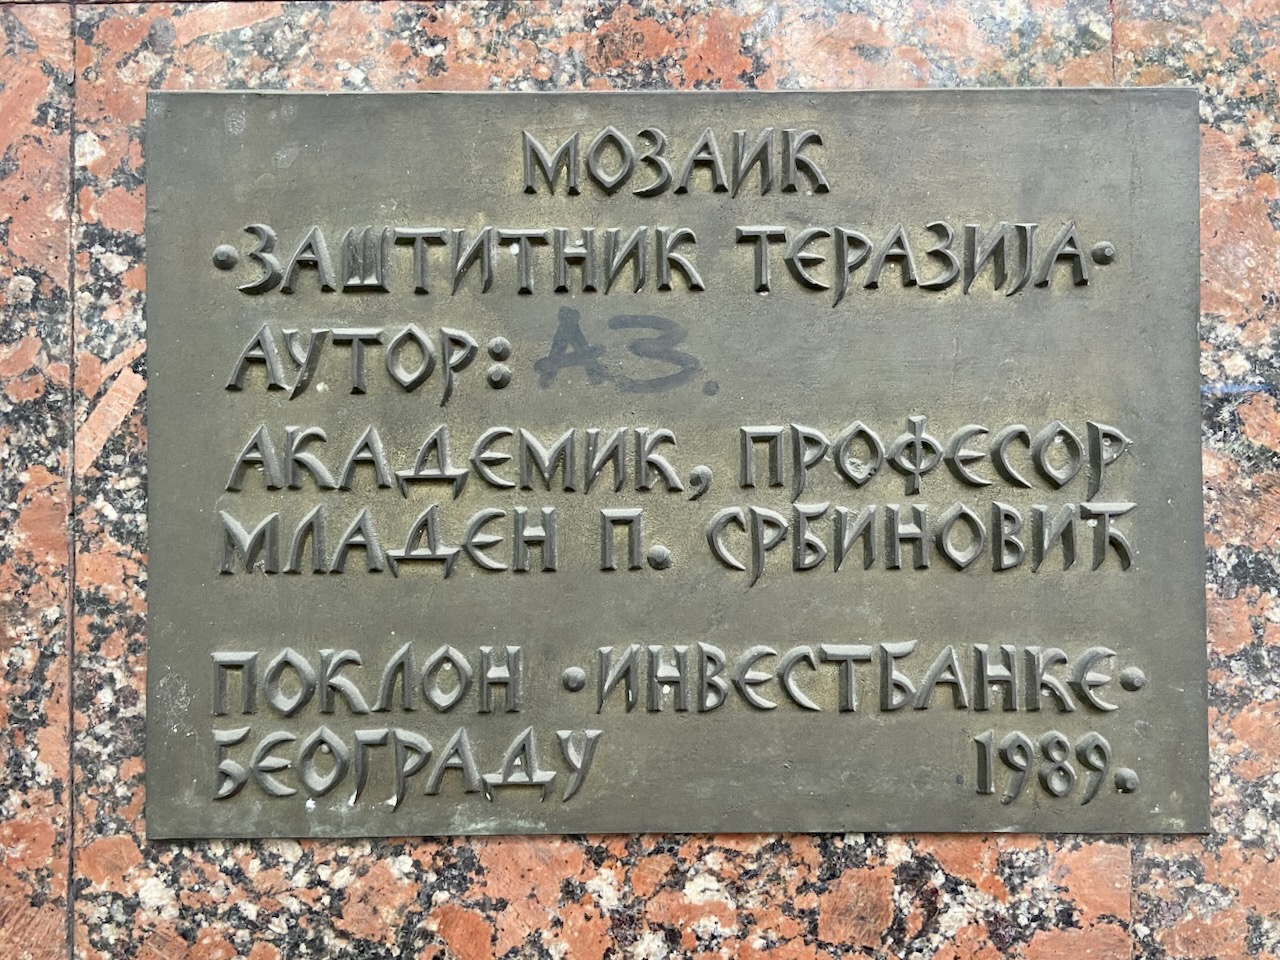 МОЗАИК
·ЗАШТИТНИК ТЕРАЗИЈА·
АУТОР: АЗ.
АКАДЕМИК, ПРОФЕСОР
МЛАДЕН П. СРБИНОВИЋ
ПОКЛОН ·ИНВЕСТБАНКЕ·
БЕОГРАДУ 1989.